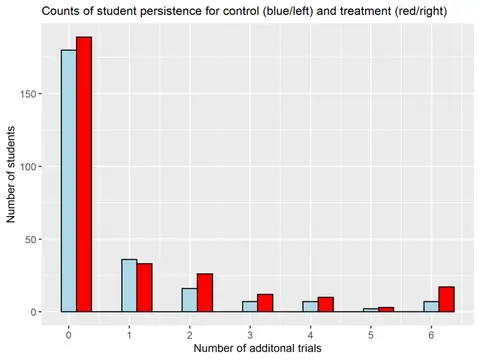 Counts of student persistence for control (blue/left) and treatment (red/right)
Number of students
150
100
50
0
0 1 2 3 4 5 6
Number of additonal trials